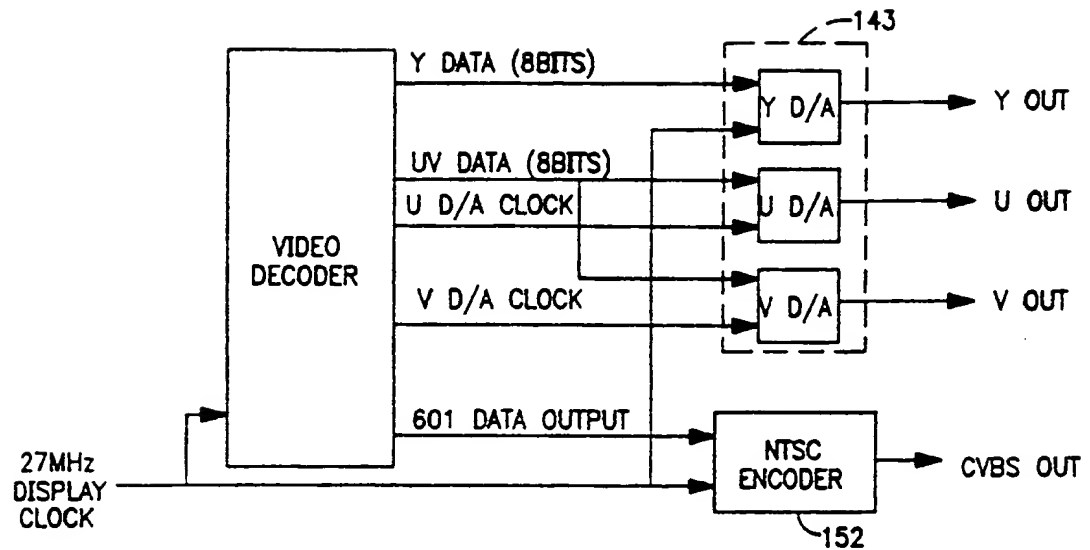 143
Y DATA (8BITS)
Y D/A
Y OUT
UV DATA (8BITS)
U D/A CLOCK
U D/A
U OUT
VIDEO
DECODER
V D/A CLOCK
V D/A
V OUT
601 DATA OUTPUT
27MHz
DISPLAY
CLOCK
NTSC
ENCODER
CVBS OUT
152